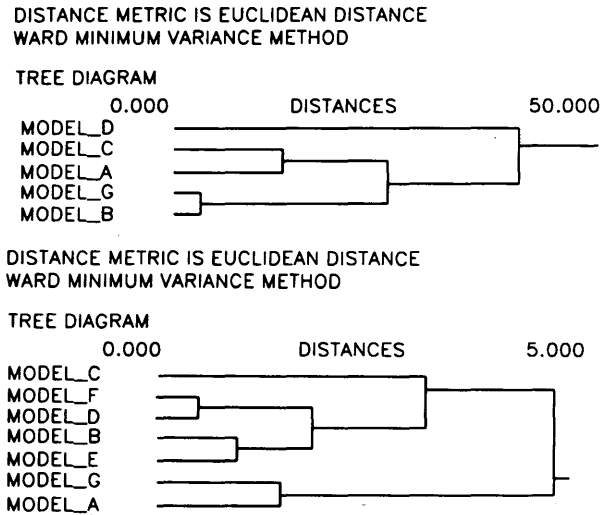 DISTANCE METRIC IS EUCLIDEAN DISTANCE
WARD MINIMUM VARIANCE METHOD
TREE DIAGRAM
0.000 DISTANCES 50.000
MODEL_D
MODEL_C
MODEL_A
MODEL_G
MODEL_B
DISTANCE METRIC IS EUCLIDEAN DISTANCE
WARD MINIMUM VARIANCE METHOD
TREE DIAGRAM
0.000 DISTANCES 5.000
MODEL_C
MODEL_F
MODEL_D
MODEL_B
MODEL_E
MODEL_G
MODEL_A